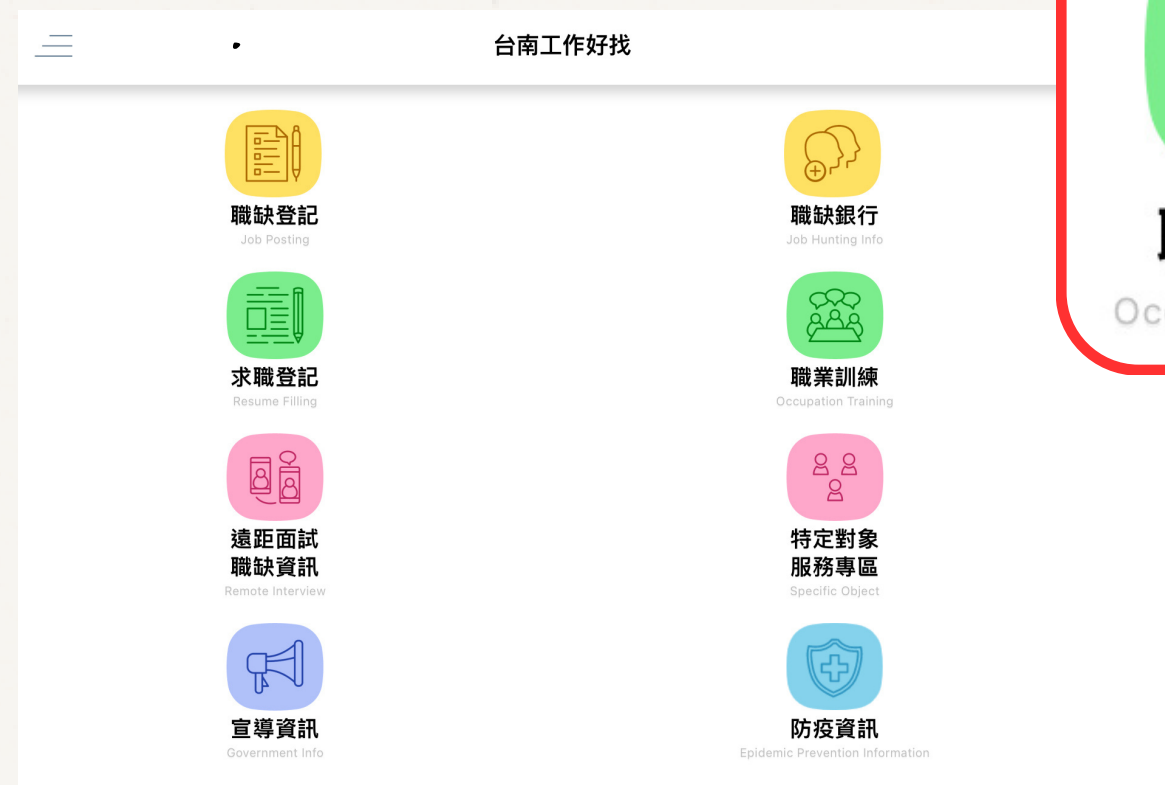 台南工作好找
職缺登記
Job Posting
職缺銀行
Job Hunting Info
求職登記
Resume Filling
職業訓練
Occupation Training
遠距面試
職缺資訊
Remote Interview
特定對象
服務專區
Specific Object
宣導資訊
Government Info
防疫資訊
Epidemic Prevention Information